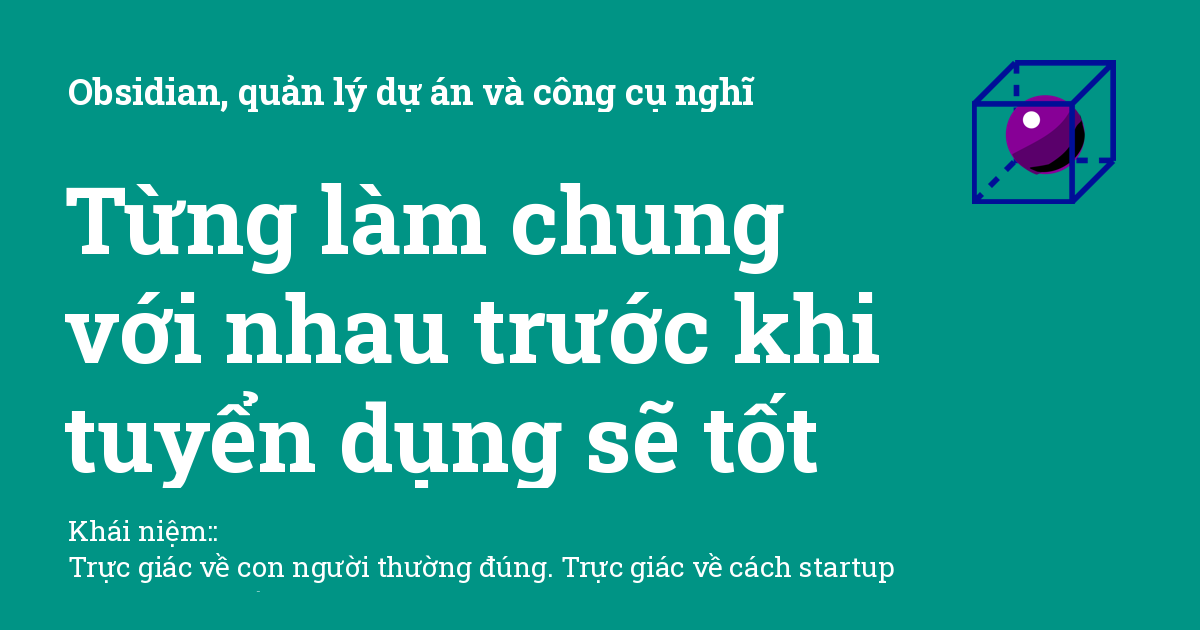 Obsidian, quản lý dự án và công cụ nghĩ
Từng làm chung
với nhau trước khi
tuyển dụng sẽ tốt
Khái niệm::
Trực giác về con người thường đúng. Trực giác về cách startup